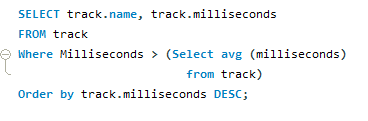 SELECT track.name, track.milliseconds
FROM track
Where Milliseconds > (Select avg (milliseconds)
from track)
Order by track.milliseconds DESC;